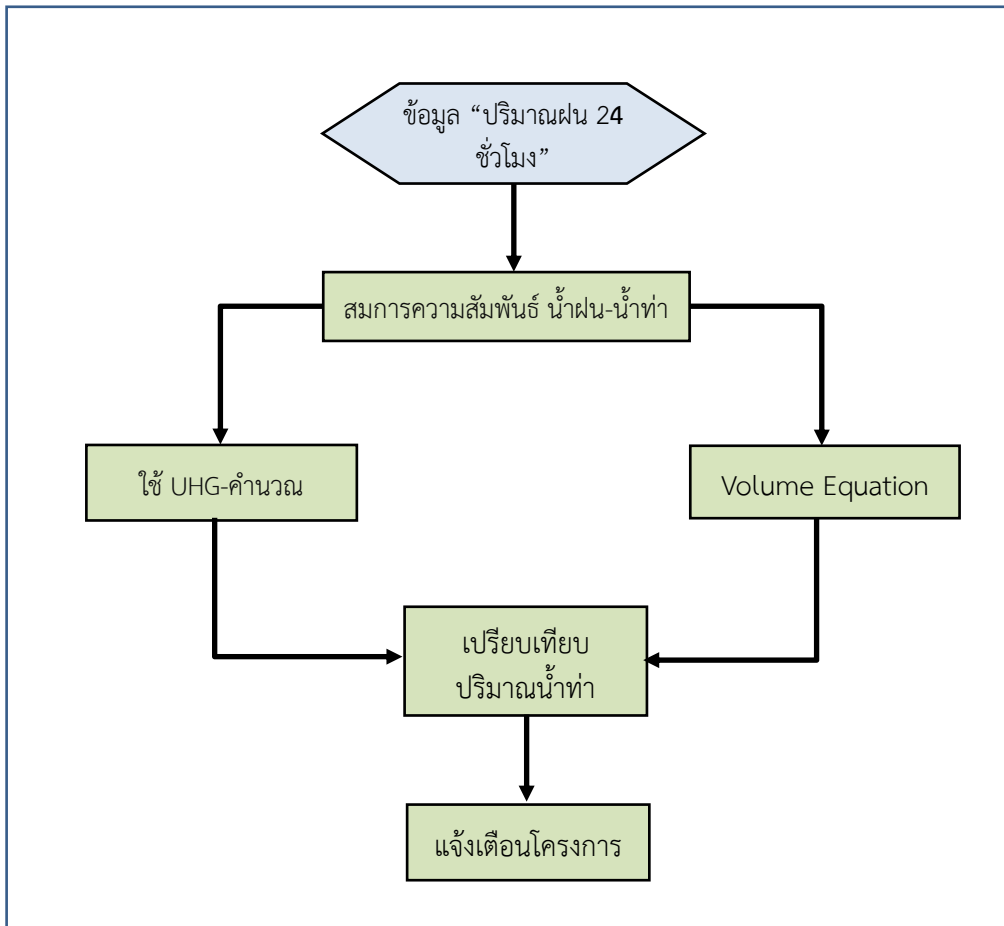 ข้อมูล “ปริมาณฝน 24
ชั่วโมง”
สมการความสัมพันธ์ น้ำฝน-น้ำท่า
ใช้ UHG-คำนวณ
Volume Equation
เปรียบเทียบ
ปริมาณน้ำท่า
แจ้งเตือนโครงการ